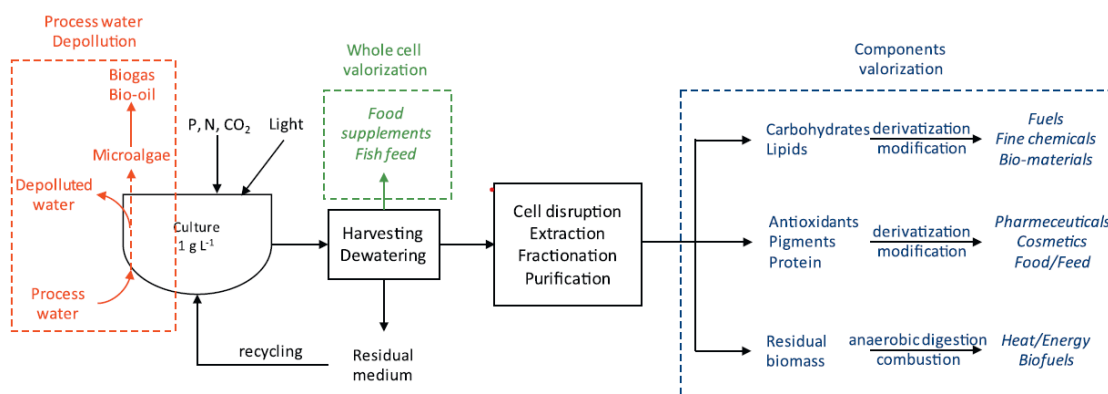 Process water
Depollution
Biogas
Bio-oil
Microalgae
Depolluted
water
Process
water
P, N, CO₂
Light
Culture
1 g L⁻¹
recycling
Whole cell
valorization
Food
supplements
Fish feed
Harvesting
Dewatering
Residual
medium
Cell disruption
Extraction
Fractionation
Purification
Components
valorization
Carbohydrates
Lipids
derivatization
modification
Fuels
Fine chemicals
Bio-materials
Antioxidants
Pigments
Protein
derivatization
modification
Pharmeceuticals
Cosmetics
Food/Feed
Residual
biomass
anaerobic digestion
combustion
Heat/Energy
Biofuels